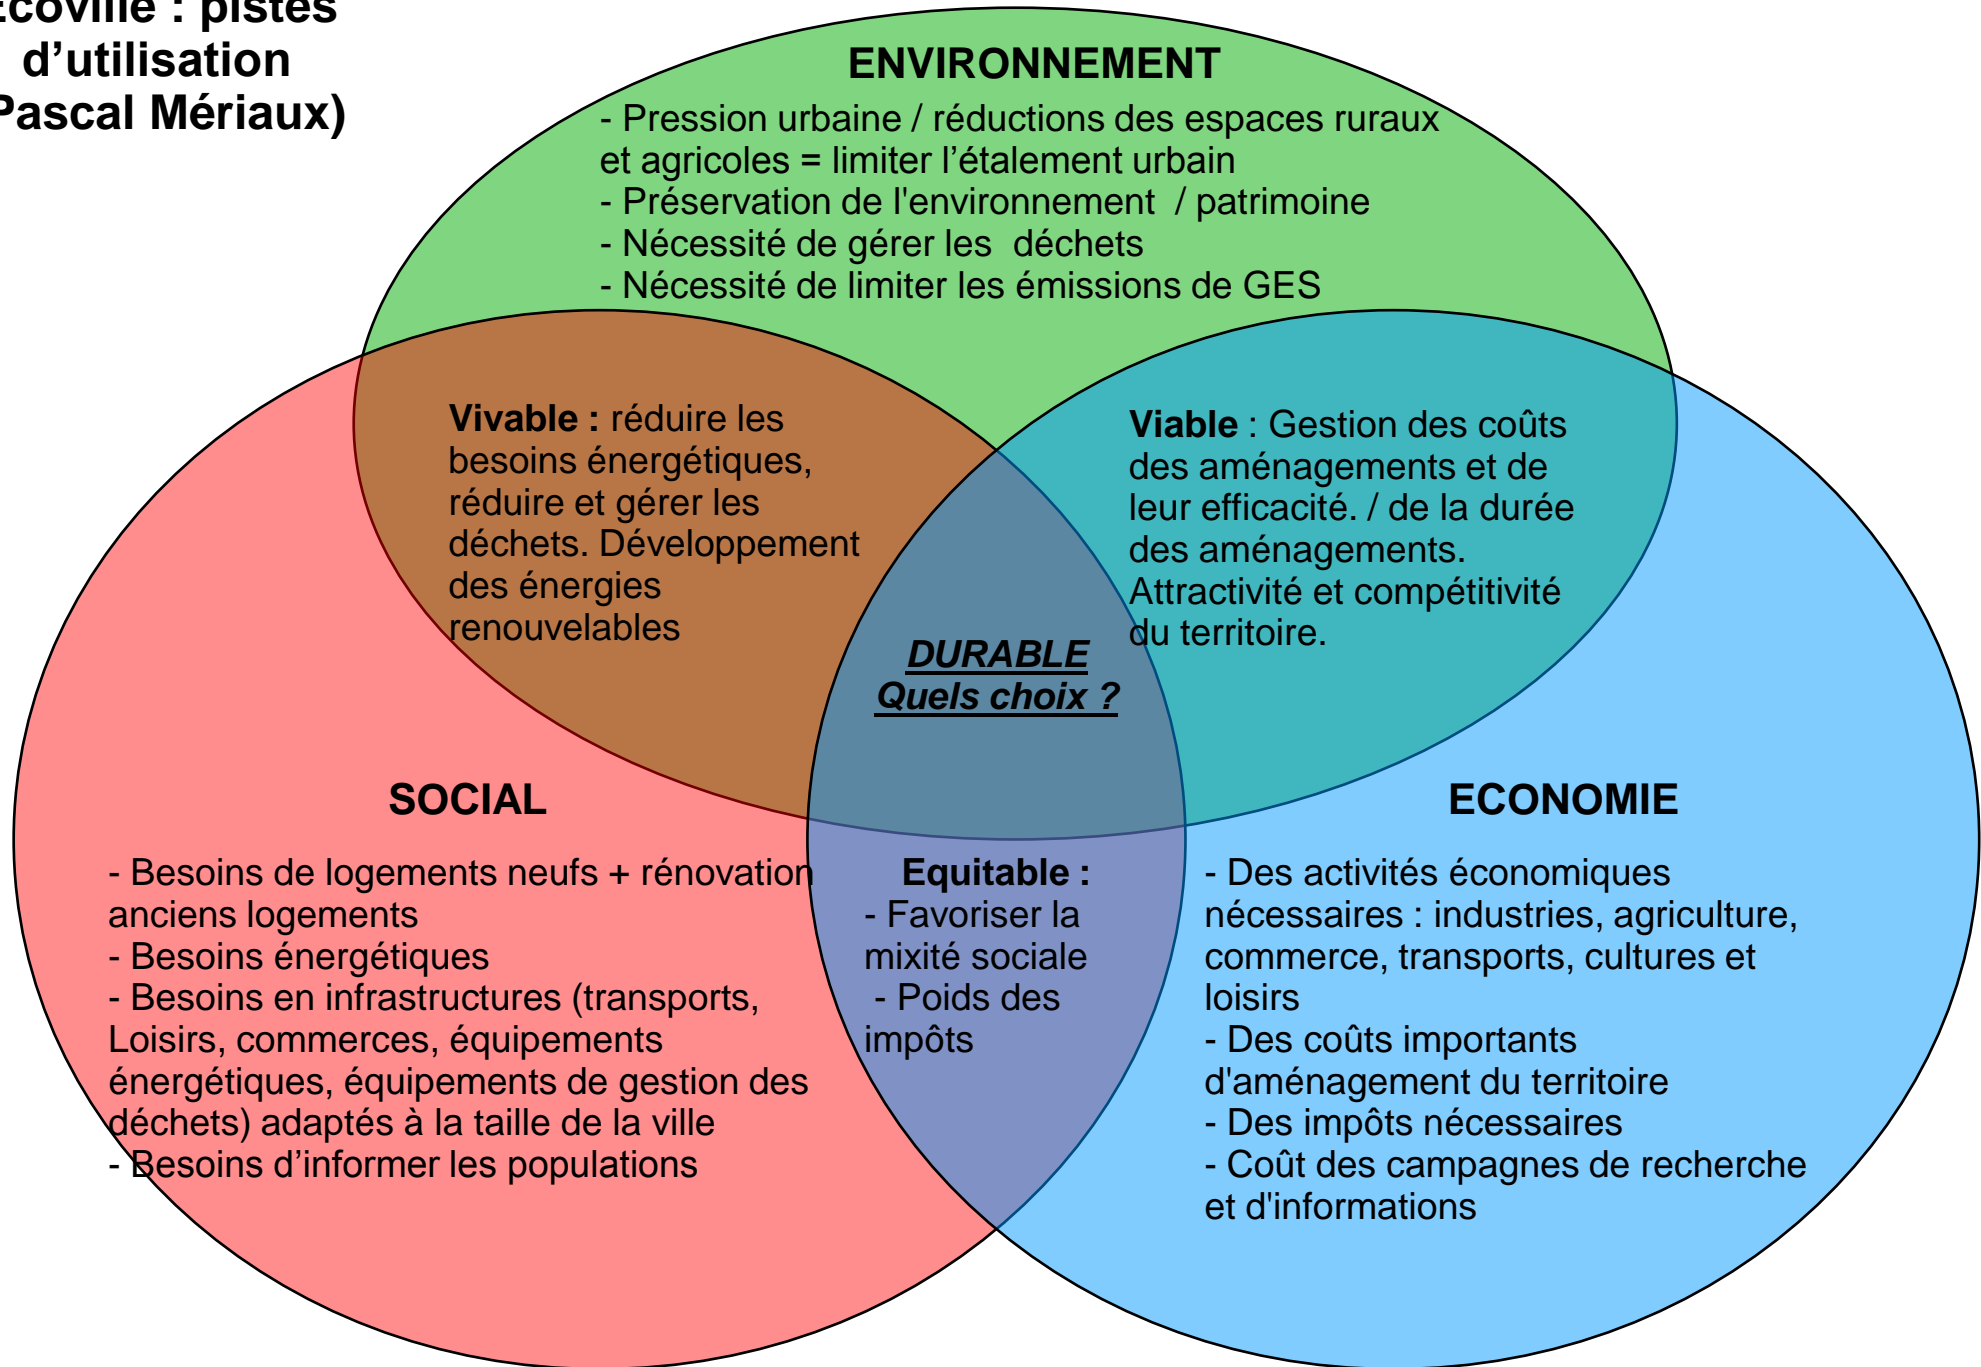 Ecoville : pistes
d’utilisation
Pascal Mériaux)
ENVIRONNEMENT
- Pression urbaine / réductions des espaces ruraux
et agricoles = limiter l’étalement urbain
- Préservation de l'environnement / patrimoine
- Nécessité de gérer les déchets
- Nécessité de limiter les émissions de GES
Vivable : réduire les
besoins énergétiques,
réduire et gérer les
déchets. Développement
des énergies
renouvelables
Viable : Gestion des coûts
des aménagements et de
leur efficacité. / de la durée
des aménagements.
Attractivité et compétitivité
du territoire.
DURABLE
Quels choix ?
SOCIAL
- Besoins de logements neufs + rénovation
anciens logements
- Besoins énergétiques
- Besoins en infrastructures (transports,
Loisirs, commerces, équipements
énergétiques, équipements de gestion des
déchets) adaptés à la taille de la ville
- Besoins d’informer les populations
Equitable :
- Favoriser la
mixité sociale
- Poids des
impôts
ECONOMIE
- Des activités économiques
nécessaires : industries, agriculture,
commerce, transports, cultures et
loisirs
- Des coûts importants
d'aménagement du territoire
- Des impôts nécessaires
- Coût des campagnes de recherche
et d'informations